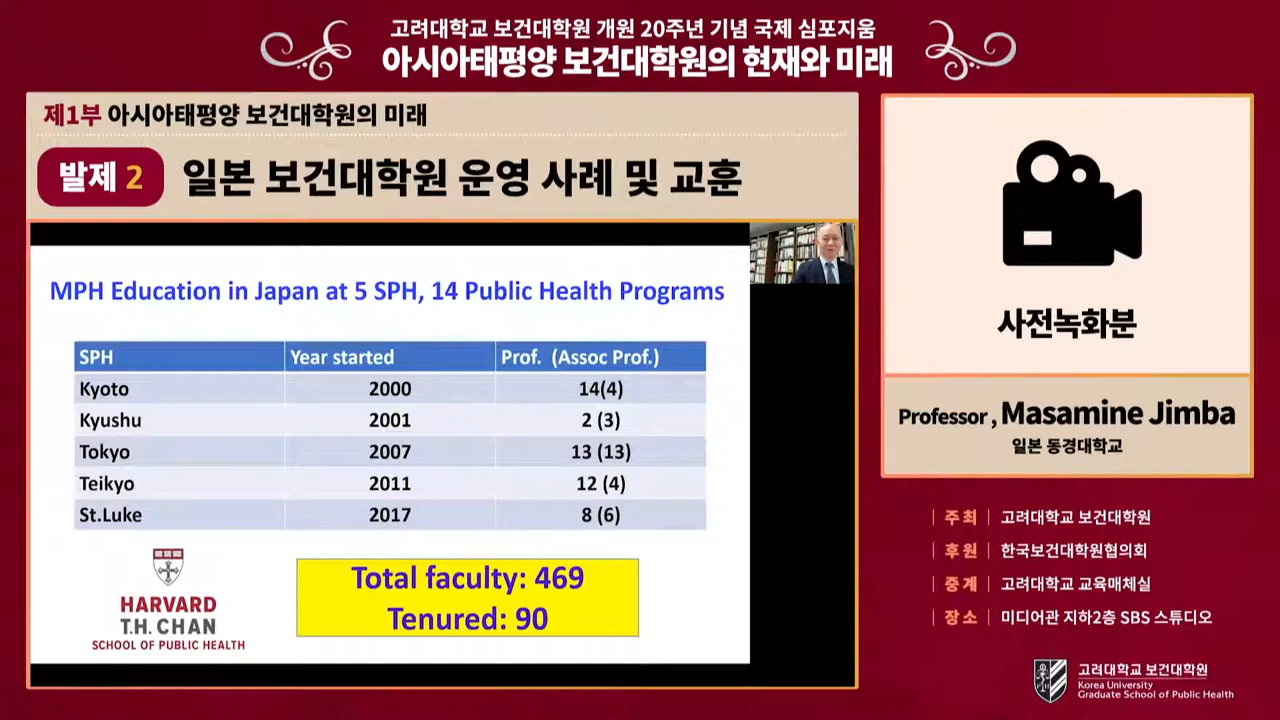 고려대학교 보건대학원 개원 20주년 기념 국제 심포지움
아시아태평양 보건대학원의 현재와 미래
제1부 아시아태평양 보건대학원의 미래
발제 2 일본 보건대학원 운영 사례 및 교훈
MPH Education in Japan at 5 SPH, 14 Public Health Programs
SPH Year started Prof. (Assoc Prof.)
Kyoto 2000 14(4)
Kyushu 2001 2 (3)
Tokyo 2007 13 (13)
Teikyo 2011 12 (4)
St.Luke 2017 8 (6)
HARVARD
T.H. CHAN
SCHOOL OF PUBLIC HEALTH
Total faculty: 469
Tenured: 90
사전녹화분
Professor , Masamine Jimba
일본 동경대학교
주최 고려대학교 보건대학원
후원 한국보건대학원협의회
중계 고려대학교 교육매체실
장소 미디어관 지하2층 SBS 스튜디오
고려대학교 보건대학원
Korea University
Graduate School of Public Health